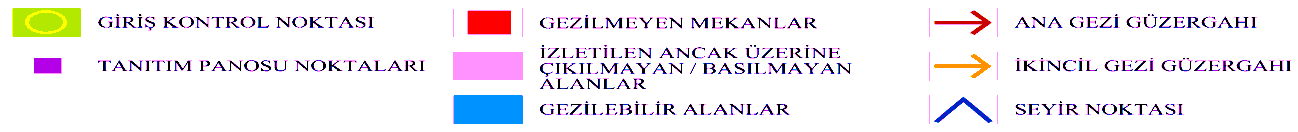 GİRİŞ KONTROL NOKTASI
TANITIM PANOSU NOKTALARI
GEZİLMEYEN MEKANLAR
İZLETİLEN ANCAK ÜZERİNE
ÇIKILMAYAN / BASILMAYAN
ALANLAR
GEZİLEBİLİR ALANLAR
ANA GEZİ GÜZERGAHI
İKİNCİL GEZİ GÜZERGAHI
SEYİR NOKTASI